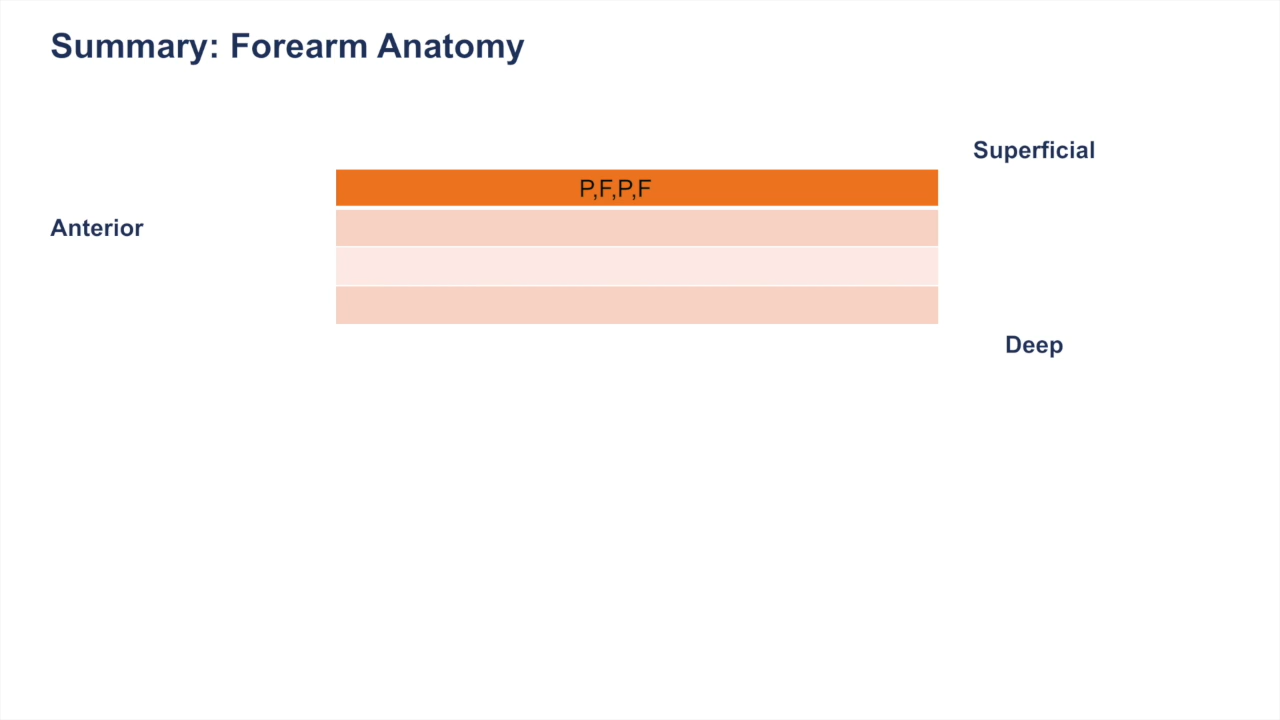 Summary: Forearm Anatomy
Superficial
P,F,P,F
Anterior
Deep